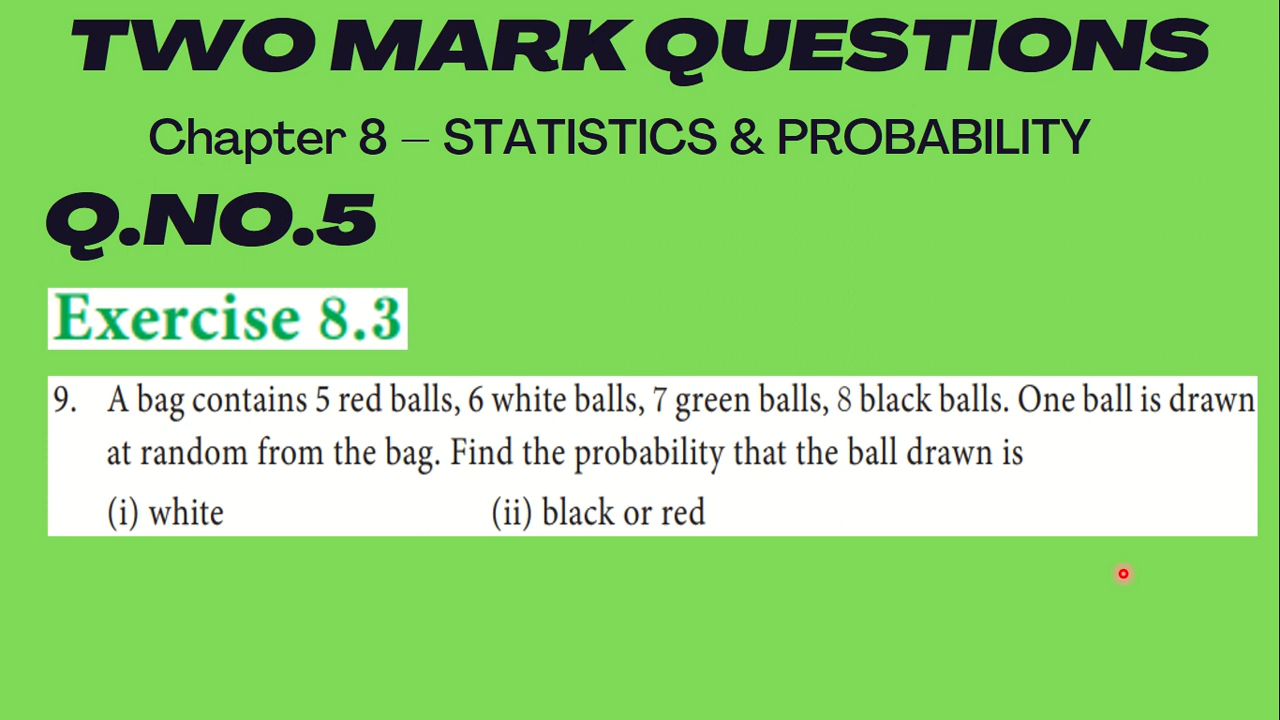 TWO MARK QUESTIONS
Chapter 8 – STATISTICS & PROBABILITY
Q.NO.5
Exercise 8.3
9. A bag contains 5 red balls, 6 white balls, 7 green balls, 8 black balls. One ball is drawn
at random from the bag. Find the probability that the ball drawn is
(i) white (ii) black or red